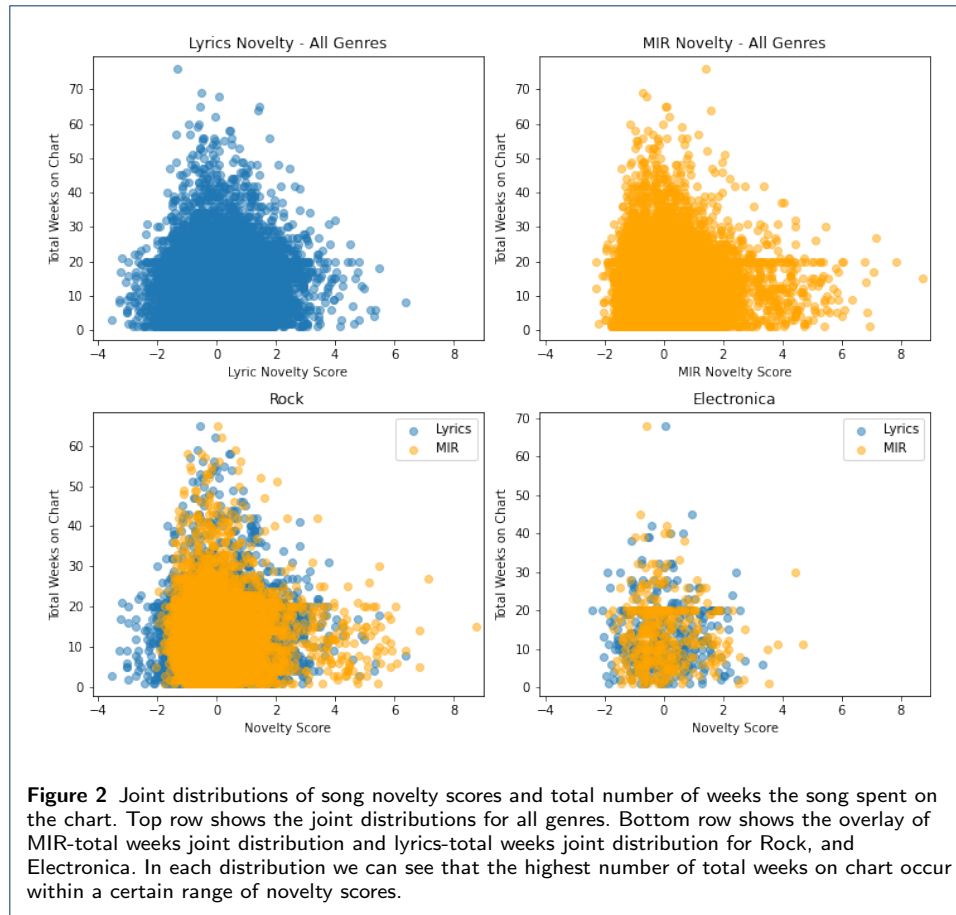 Lyrics Novelty - All Genres
MIR Novelty - All Genres
Total Weeks on Chart
70
60
50
40
30
20
10
0
−4 −2 0 2 4 6 8
Lyric Novelty Score
Total Weeks on Chart
70
60
50
40
30
20
10
0
−4 −2 0 2 4 6 8
MIR Novelty Score
Rock
Lyrics
MIR
Total Weeks on Chart
60
50
40
30
20
10
0
−4 −2 0 2 4 6 8
Novelty Score
Electronica
Lyrics
MIR
Total Weeks on Chart
70
60
50
40
30
20
10
0
−4 −2 0 2 4 6 8
Novelty Score
Figure 2 Joint distributions of song novelty scores and total number of weeks the song spent on
the chart. Top row shows the joint distributions for all genres. Bottom row shows the overlay of
MIR-total weeks joint distribution and lyrics-total weeks joint distribution for Rock, and
Electronica. In each distribution we can see that the highest number of total weeks on chart occur
within a certain range of novelty scores.